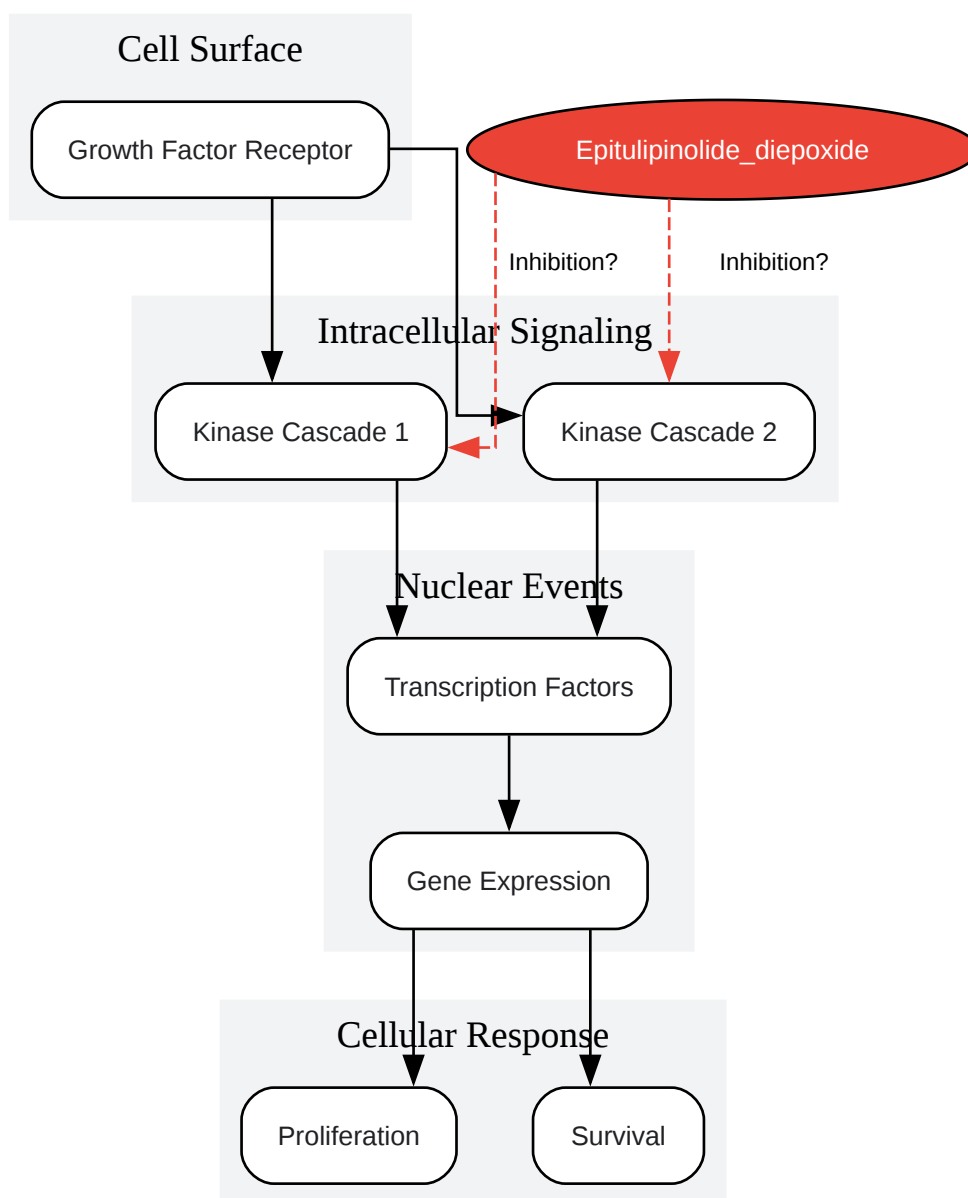 Cell Surface
Growth Factor Receptor
Epitulipinolide_diepoxide
Inhibition?
Inhibition?
Intracellular Signaling
Kinase Cascade 1
Kinase Cascade 2
Nuclear Events
Transcription Factors
Gene Expression
Cellular Response
Proliferation
Survival